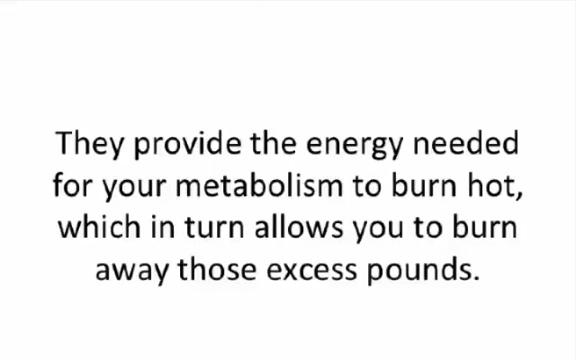 They provide the energy needed
for your metabolism to burn hot,
which in turn allows you to burn
away those excess pounds.